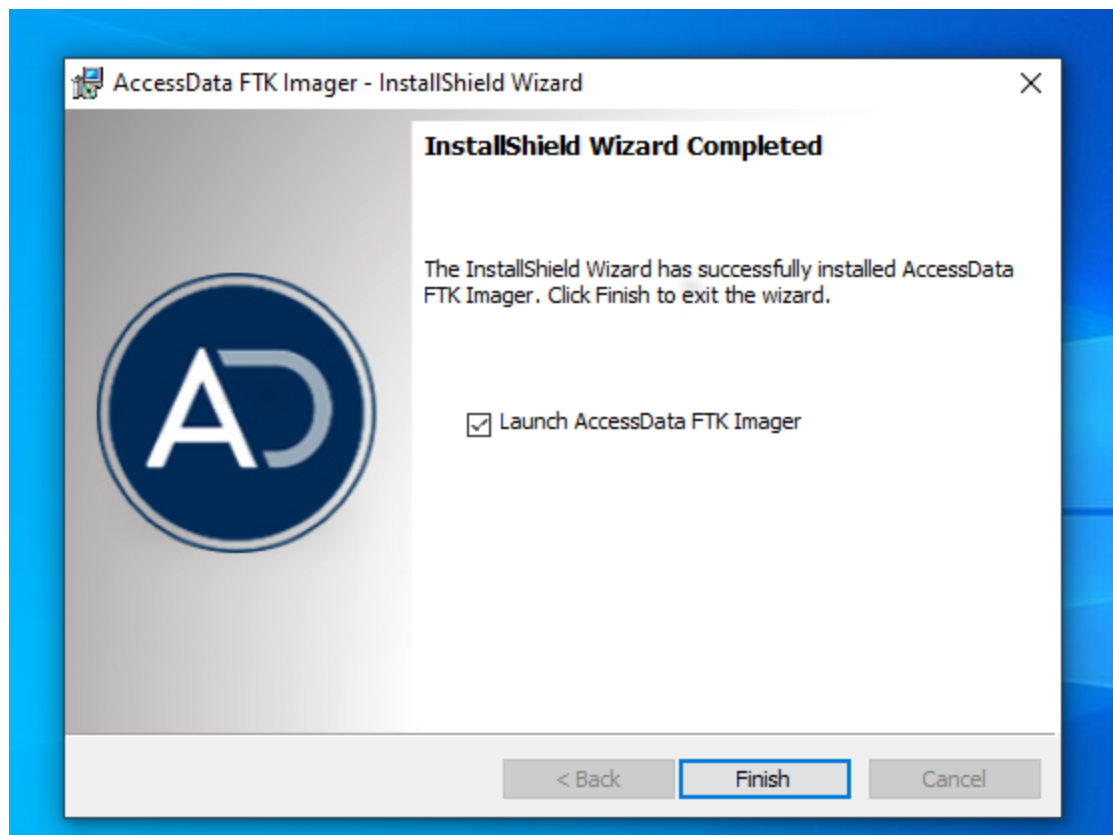 AccessData FTK Imager - InstallShield Wizard
InstallShield Wizard Completed
The InstallShield Wizard has successfully installed AccessData
FTK Imager. Click Finish to exit the wizard.
AD
Launch AccessData FTK Imager
< Back
Finish
Cancel